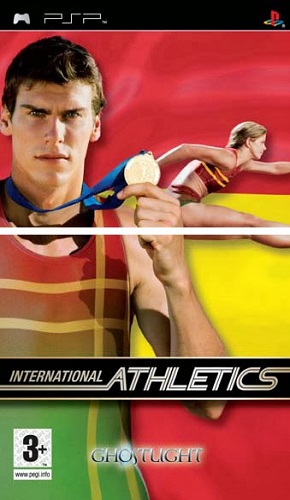 PSP
INTERNATIONAL ATHLETICS
3+
www.pegi.info
GHOSTLIGHT